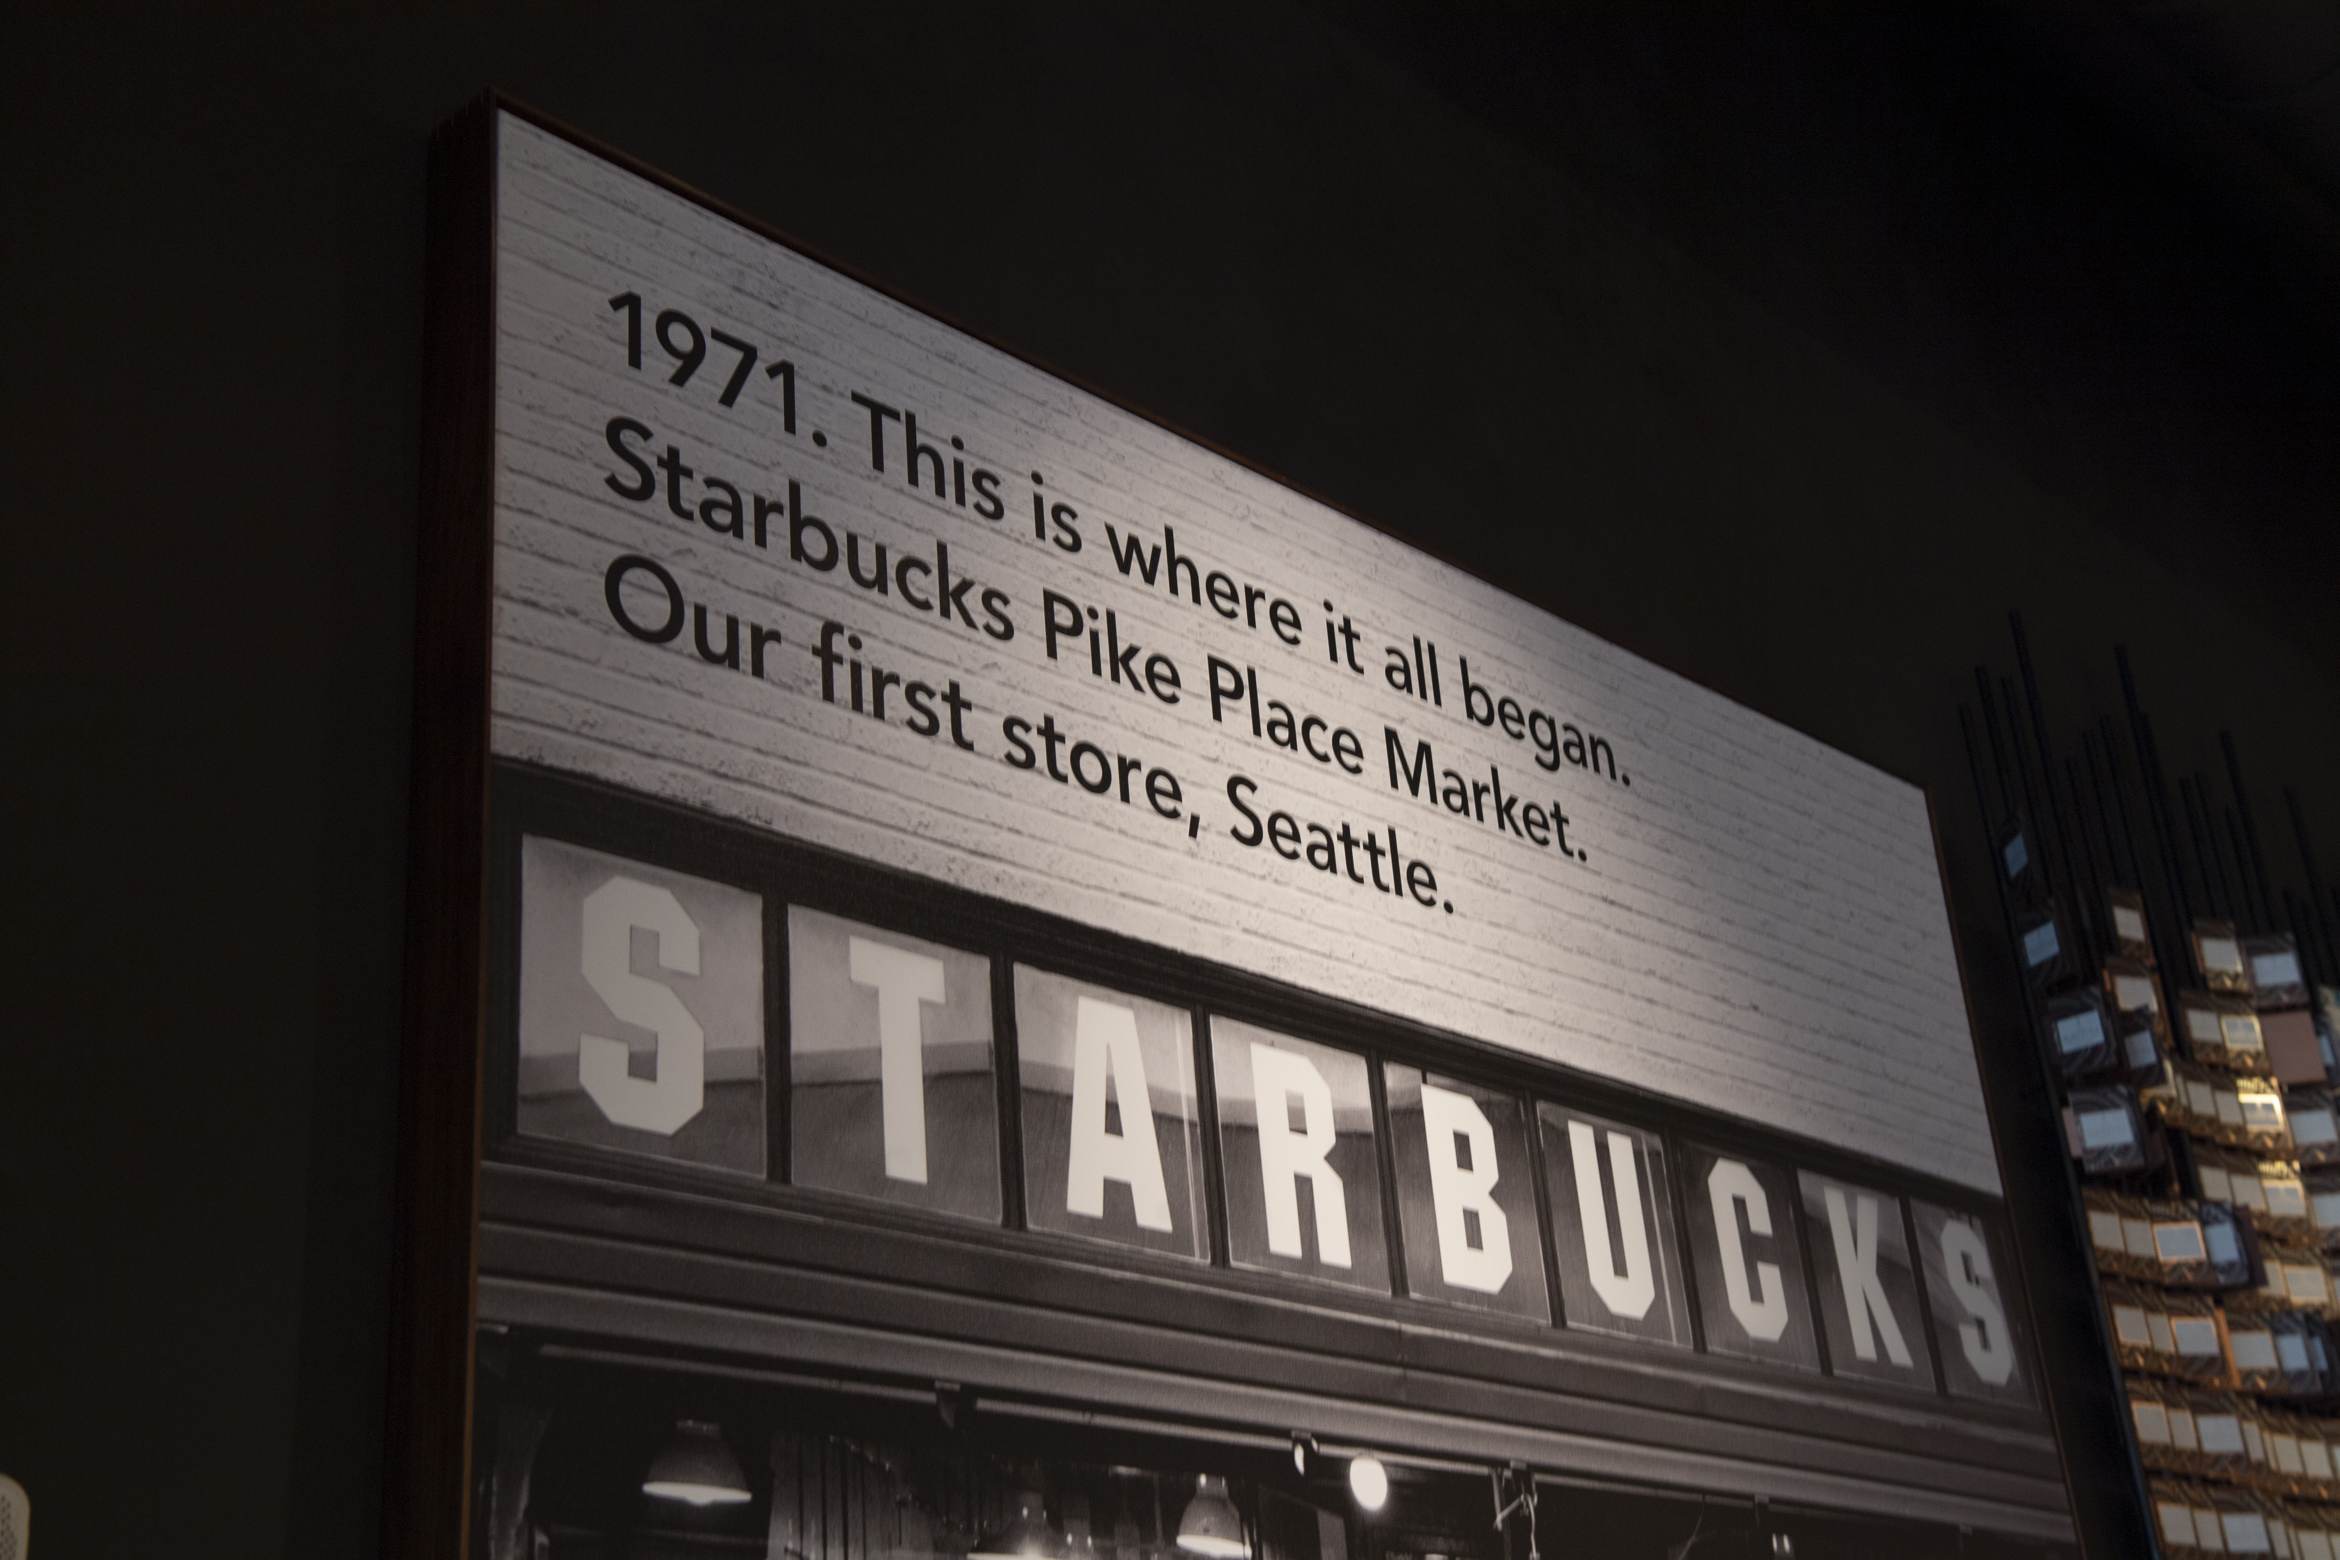 1971. This is where it all began.
Starbucks Pike Place Market.
Our first store, Seattle.
STARBUCKS